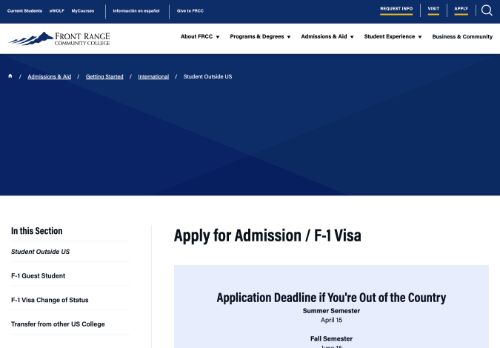 Current Students eWOLF MyCourses Información en español Give to FRCC REQUEST INFO VISIT APPLY
FRONT RANGE
COMMUNITY COLLEGE
About FRCC ▼ Programs & Degrees ▼ Admissions & Aid ▼ Student Experience ▼ Business & Community
/ Admissions & Aid / Getting Started / International / Student Outside US
In this Section
Student Outside US
F-1 Guest Student
F-1 Visa Change of Status
Transfer from other US College
Apply for Admission / F-1 Visa
Application Deadline if You're Out of the Country
Summer Semester
April 15
Fall Semester
June 15